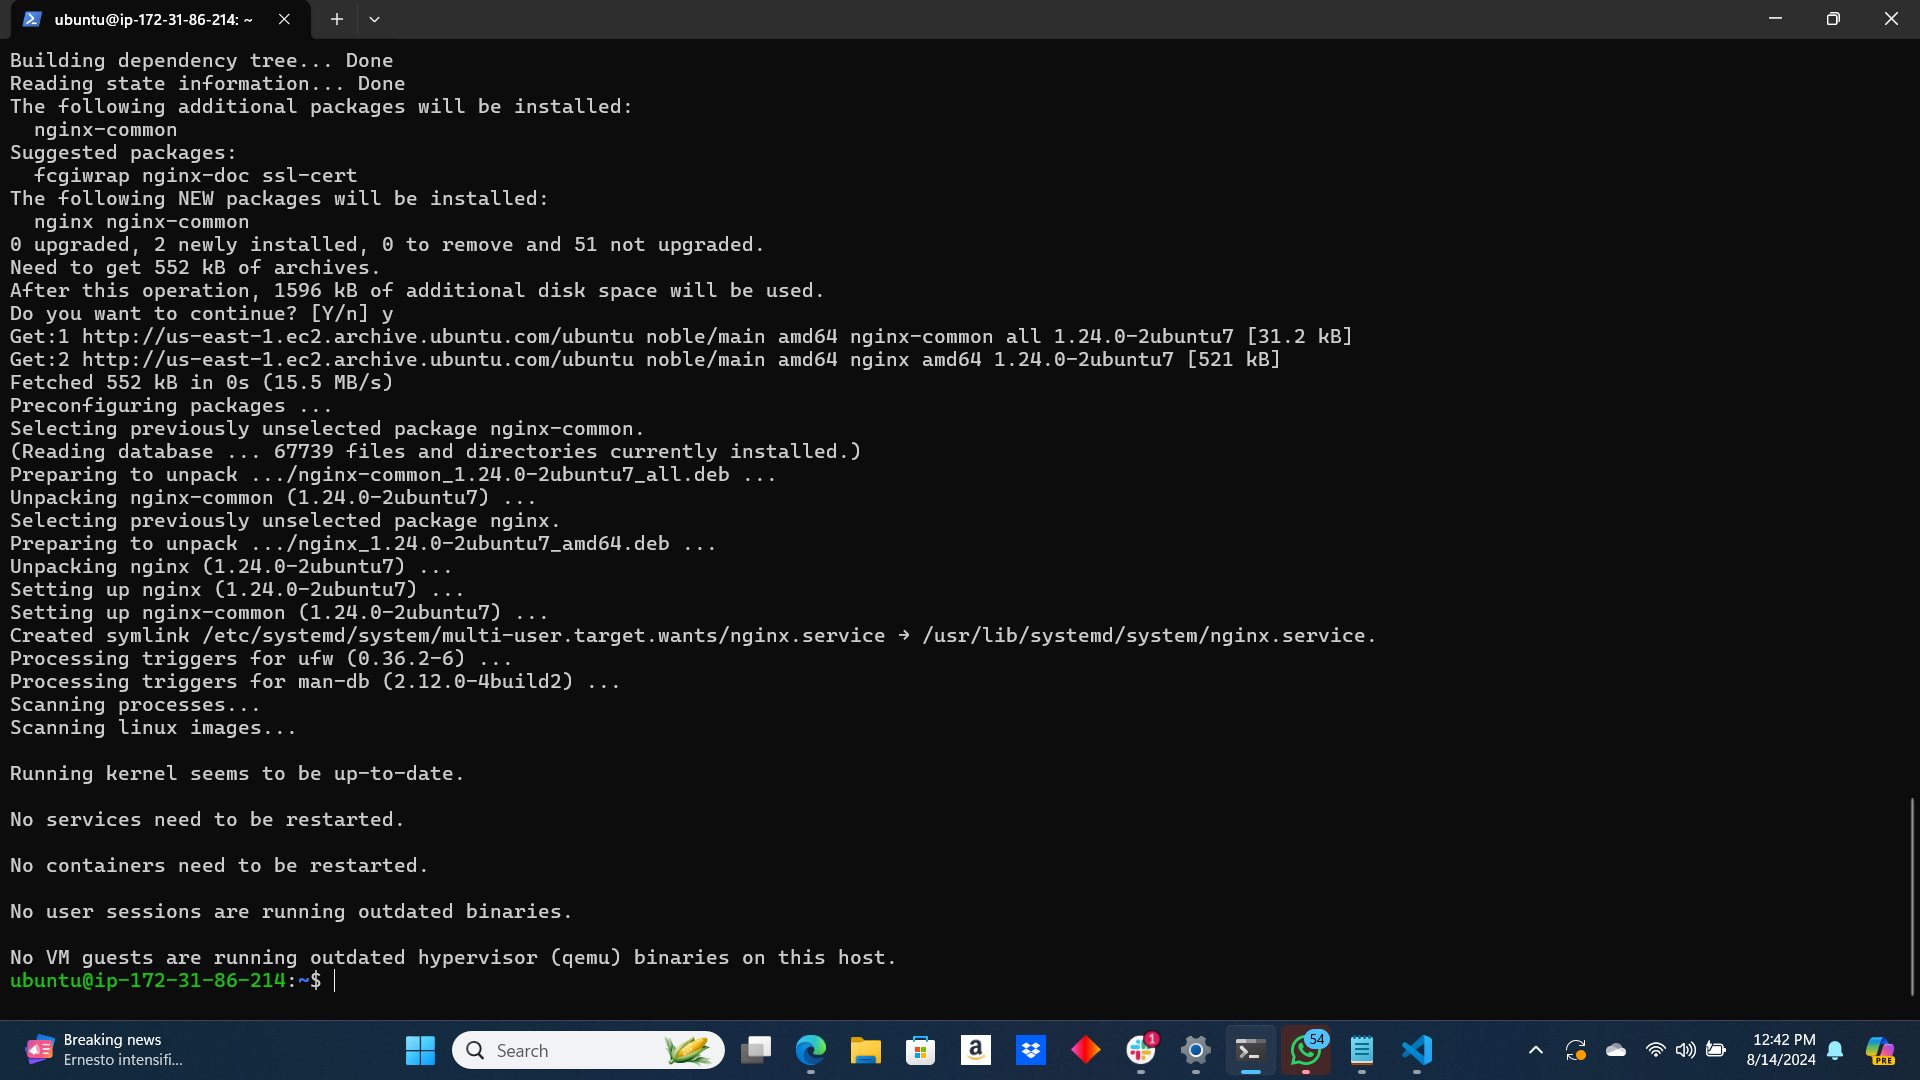 ubuntu@ip-172-31-86-214: ~
Building dependency tree... Done
Reading state information... Done
The following additional packages will be installed:
  nginx-common
Suggested packages:
  fcgiwrap nginx-doc ssl-cert
The following NEW packages will be installed:
  nginx nginx-common
0 upgraded, 2 newly installed, 0 to remove and 51 not upgraded.
Need to get 552 kB of archives.
After this operation, 1596 kB of additional disk space will be used.
Do you want to continue? [Y/n] y
Get:1 http://us-east-1.ec2.archive.ubuntu.com/ubuntu noble/main amd64 nginx-common all 1.24.0-2ubuntu7 [31.2 kB]
Get:2 http://us-east-1.ec2.archive.ubuntu.com/ubuntu noble/main amd64 nginx amd64 1.24.0-2ubuntu7 [521 kB]
Fetched 552 kB in 0s (15.5 MB/s)
Preconfiguring packages ...
Selecting previously unselected package nginx-common.
(Reading database ... 67739 files and directories currently installed.)
Preparing to unpack .../nginx-common_1.24.0-2ubuntu7_all.deb ...
Unpacking nginx-common (1.24.0-2ubuntu7) ...
Selecting previously unselected package nginx.
Preparing to unpack .../nginx_1.24.0-2ubuntu7_amd64.deb ...
Unpacking nginx (1.24.0-2ubuntu7) ...
Setting up nginx (1.24.0-2ubuntu7) ...
Setting up nginx-common (1.24.0-2ubuntu7) ...
Created symlink /etc/systemd/system/multi-user.target.wants/nginx.service → /usr/lib/systemd/system/nginx.service.
Processing triggers for ufw (0.36.2-6) ...
Processing triggers for man-db (2.12.0-4build2) ...
Scanning processes...
Scanning linux images...
Running kernel seems to be up-to-date.
No services need to be restarted.
No containers need to be restarted.
No user sessions are running outdated binaries.
No VM guests are running outdated hypervisor (qemu) binaries on this host.
ubuntu@ip-172-31-86-214:~$
Breaking news
Ernesto intensifi...
Search
a
1
54
12:42 PM
8/14/2024
PRE